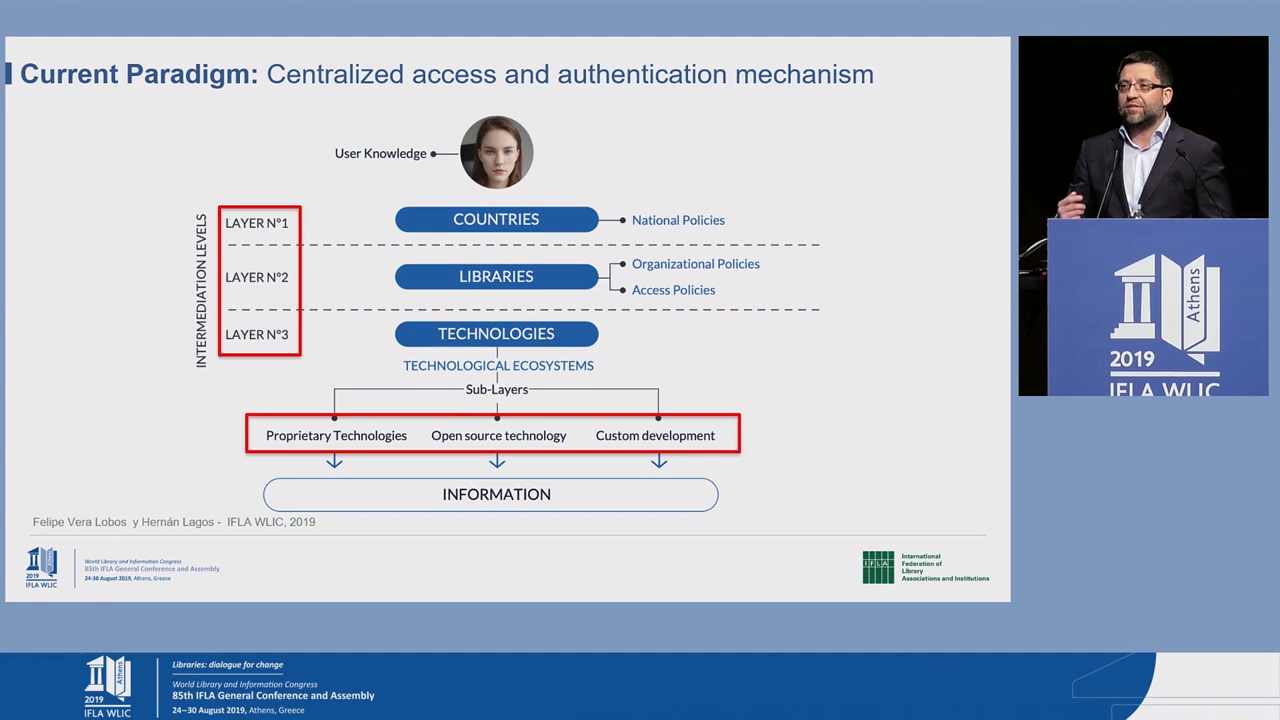 Current Paradigm: Centralized access and authentication mechanism
User Knowledge
INTERMEDIATION LEVELS
LAYER N°1
COUNTRIES
National Policies
LAYER N°2
LIBRARIES
Organizational Policies
Access Policies
LAYER N°3
TECHNOLOGIES
TECHNOLOGICAL ECOSYSTEMS
Sub-Layers
Proprietary Technologies
Open source technology
Custom development
INFORMATION
Felipe Vera Lobos y Hernán Lagos - IFLA WLIC, 2019
2019
IFLA WLIC
World Library and Information Congress
85th IFLA General Conference and Assembly
24-30 August 2019, Athens, Greece
IFLA
International
Federation of
Library
Associations and Institutions
Athens
2019
IFLA WLIC
Athens
2019
IFLA WLIC
Libraries: dialogue for change
World Library and Information Congress
85th IFLA General Conference and Assembly
24–30 August 2019, Athens, Greece